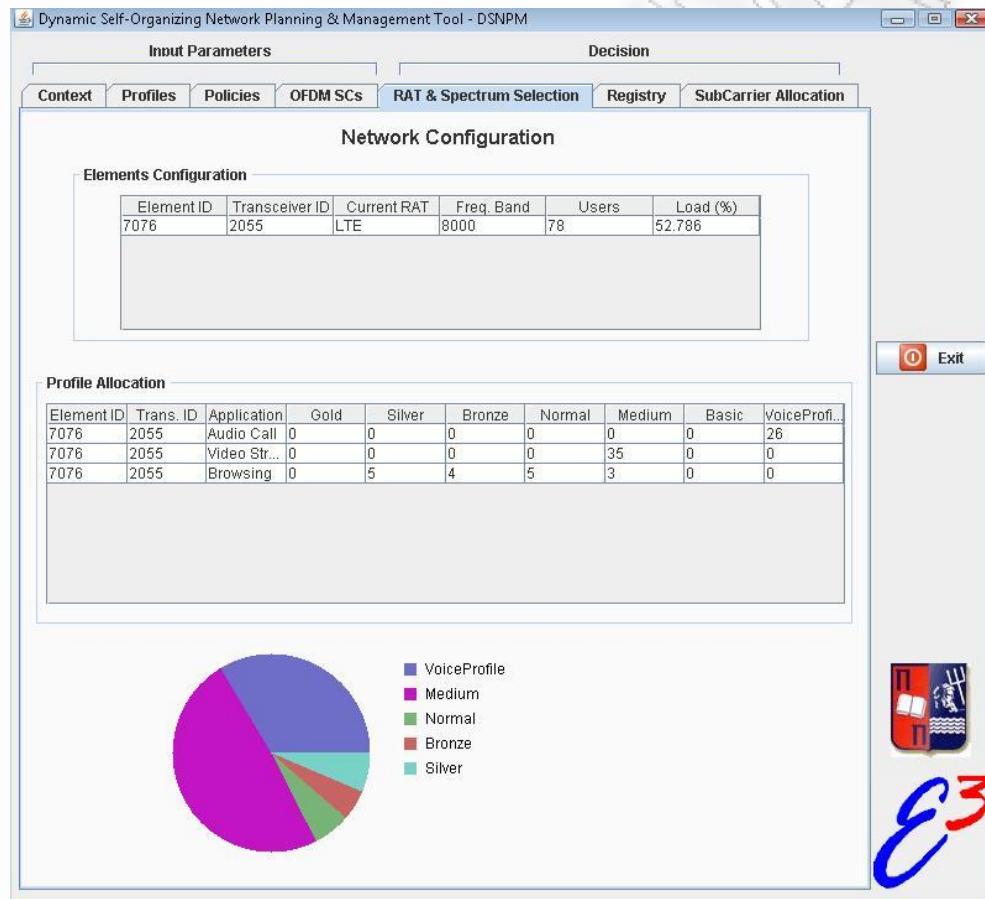 Dynamic Self-Organizing Network Planning & Management Tool - DSNPM
Input Parameters Decision
Context Profiles Policies OFDM SCs RAT & Spectrum Selection Registry SubCarrier Allocation
Network Configuration
Elements Configuration
Element ID Transceiver ID Current RAT Freq. Band Users Load (%)
7076 2055 LTE 8000 78 52.786
Exit
Profile Allocation
Element ID Trans. ID Application Gold Silver Bronze Normal Medium Basic VoiceProfi...
7076 2055 Audio Call 0 0 0 0 0 0 26
7076 2055 Video Str... 0 0 0 0 35 0 0
7076 2055 Browsing 0 5 4 5 3 0 0
VoiceProfile
Medium
Normal
Bronze
Silver
Π
Π
E3